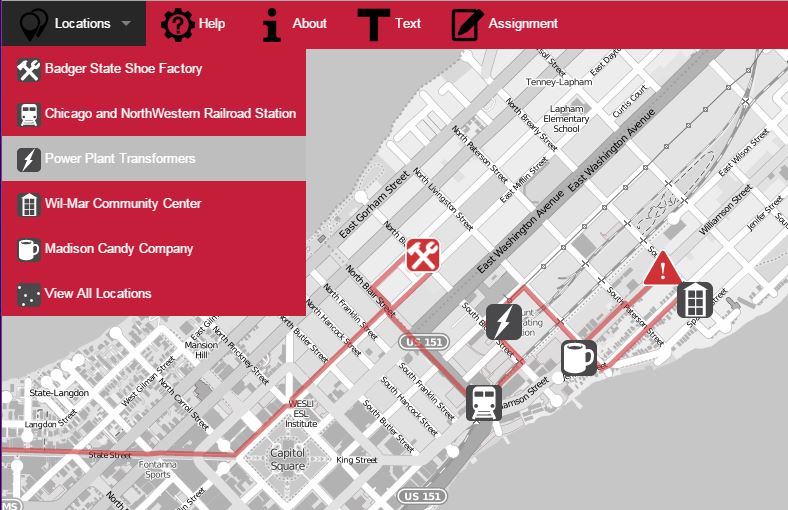 Locations
Help
About
Text
Assignment
Badger State Shoe Factory
Chicago and NorthWestern Railroad Station
Power Plant Transformers
Wil-Mar Community Center
Madison Candy Company
View All Locations
Tenney-Lapham
Lapham
Elementary
School
Curtis Court
North Brearly Street
North Paterson Street
East Mifflin Street
North Livingston Street
East Gorham Street
East Washington Avenue
East Washington Avenue
East Wilson Street
Williamson Street
Jenifer Street
North Blair Street
North Franklin Street
North Hancock Street
North Butler Street
North Pinckney Street
Mansion
Hill
South Paterson Street
US 151
South Franklin Street
South Hancock Street
South Butler Street
State-Langdon
Langdon Street
West Gilman Street
North Carroll Street
WESLI
ESL
Institute
State Street
Fontanna
Sports
Capitol
Square
King Street
US 151